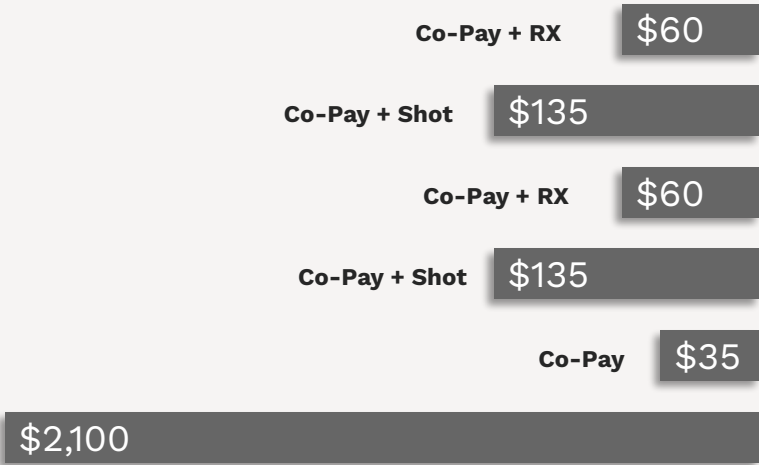 Co-Pay + RX $60
Co-Pay + Shot $135
Co-Pay + RX $60
Co-Pay + Shot $135
Co-Pay $35
$2,100